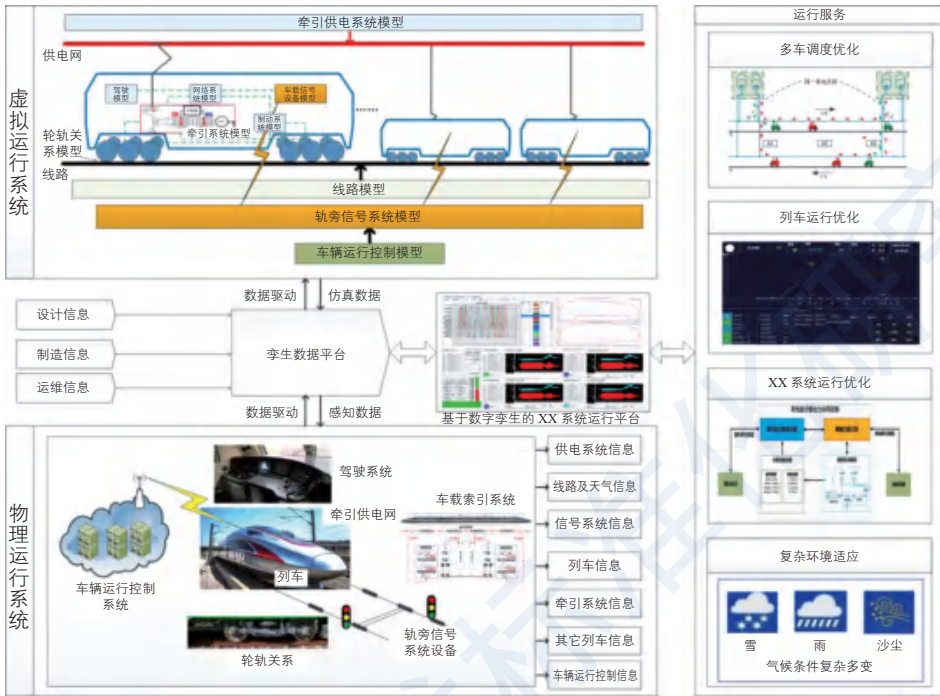 牵引供电系统模型
供电网
驾驶
模型
网络系
统模型
车载信号
设备模型
制动系
统模型
牵引系统模型
虚拟运行系统
轮轨关
系模型
线路
线路模型
轨旁信号系统模型
车辆运行控制模型
数据驱动
仿真数据
设计信息
制造信息
运维信息
孪生数据平台
数据驱动
感知数据
基于数字孪生的 XX 系统运行平台
物理运行系统
驾驶系统
牵引供电网
列车
车载索引系统
车辆运行控制
系统
轮轨关系
轨旁信号
系统设备
供电系统信息
线路及天气信息
信号系统信息
列车信息
牵引系统信息
其它列车信息
车辆运行控制信息
运行服务
多车调度优化
列车运行优化
XX 系统运行优化
复杂环境适应
雪
雨
沙尘
气候条件复杂多变